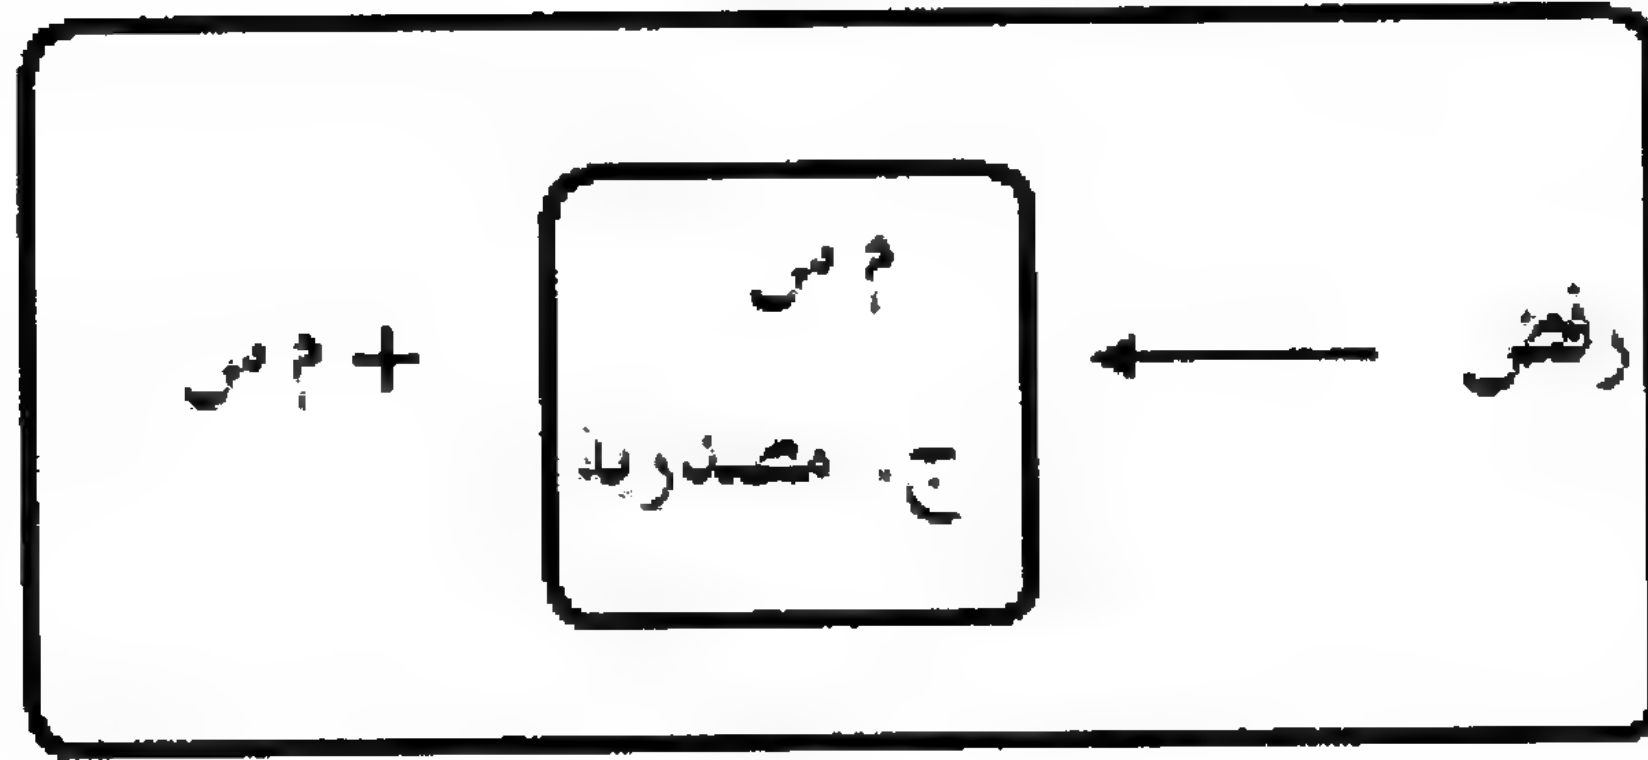 رفض ← م س + م س
ج. مصدرية